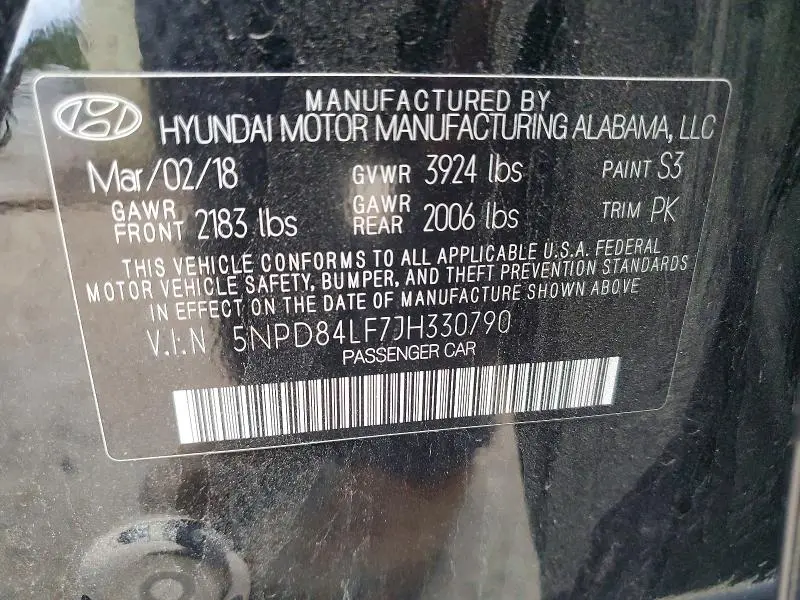 MANUFACTURED BY
HYUNDAI MOTOR MANUFACTURING ALABAMA, LLC
Mar/02/18 GVWR 3924 lbs PAINT S3
GAWR FRONT 2183 lbs GAWR REAR 2006 lbs TRIM PK
THIS VEHICLE CONFORMS TO ALL APPLICABLE U.S.A. FEDERAL
MOTOR VEHICLE SAFETY, BUMPER, AND THEFT PREVENTION STANDARDS
IN EFFECT ON THE DATE OF MANUFACTURE SHOWN ABOVE
V.I.N 5NPD84LF7JH330790
PASSENGER CAR